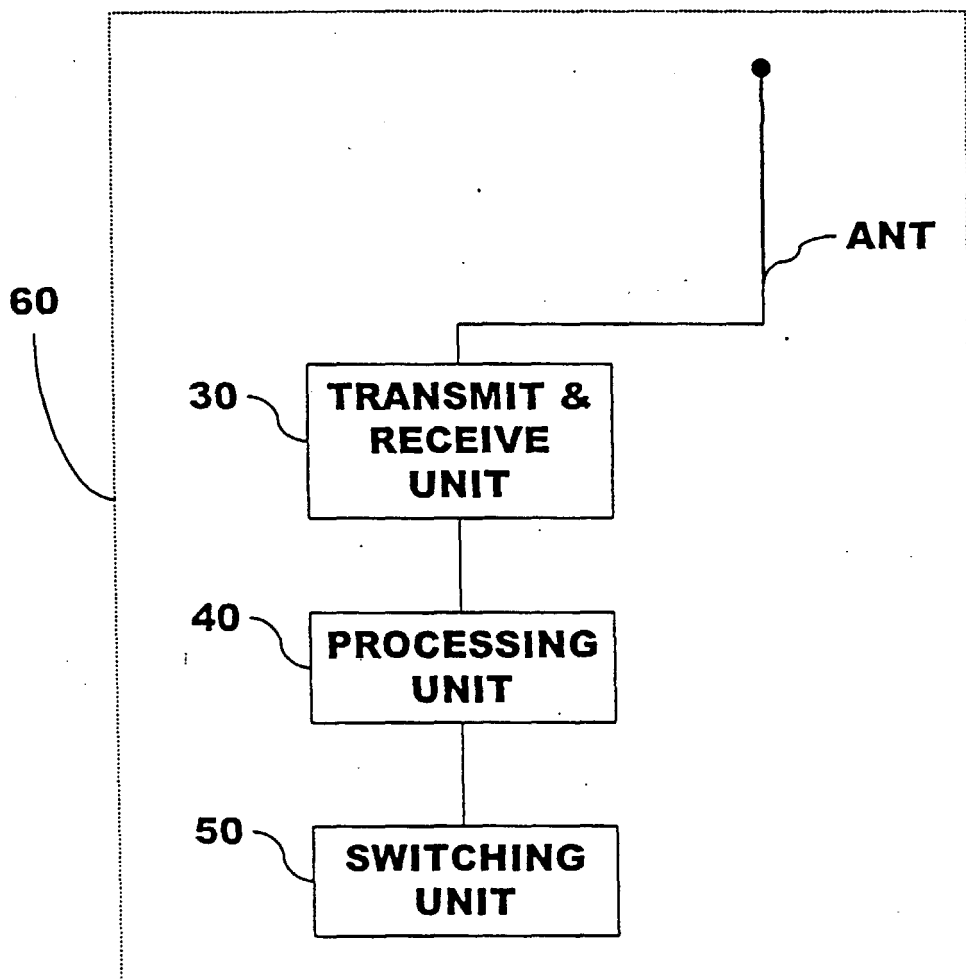 ANT
60
30
TRANSMIT &
RECEIVE
UNIT
40
PROCESSING
UNIT
50
SWITCHING
UNIT